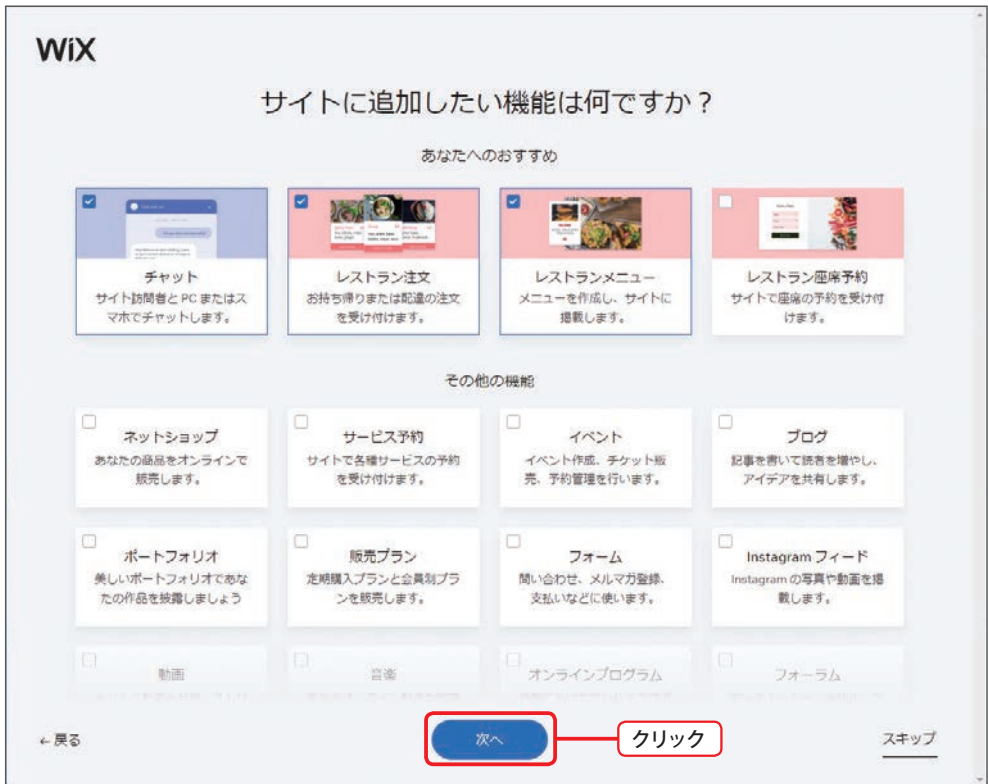 WiX
サイトに追加したい機能は何ですか？
あなたへのおすすめ
チャット
サイト訪問者と PC またはス
マホでチャットします。
レストラン注文
お持ち帰りまたは配達の注文
を受け付けます。
レストランメニュー
メニューを作成し、サイトに
掲載します。
レストラン座席予約
サイトで座席の予約を受け付
けます。
その他の機能
ネットショップ
あなたの商品をオンラインで
販売します。
サービス予約
サイトで各種サービスの予約
を受け付けます。
イベント
イベント作成、チケット販
売、予約管理を行います。
ブログ
記事を書いて読者を増やし、
アイデアを共有します。
ポートフォリオ
美しいポートフォリオであな
たの作品を披露しましょう
販売プラン
定期購入プランと会員制プラ
ンを販売します。
フォーム
問い合わせ、メルマガ登録、
支払いなどに使います。
Instagram フィード
Instagram の写真や動画を掲
載します。
動画
音楽
オンラインプログラム
フォーラム
←戻る
次へ
クリック
スキップ